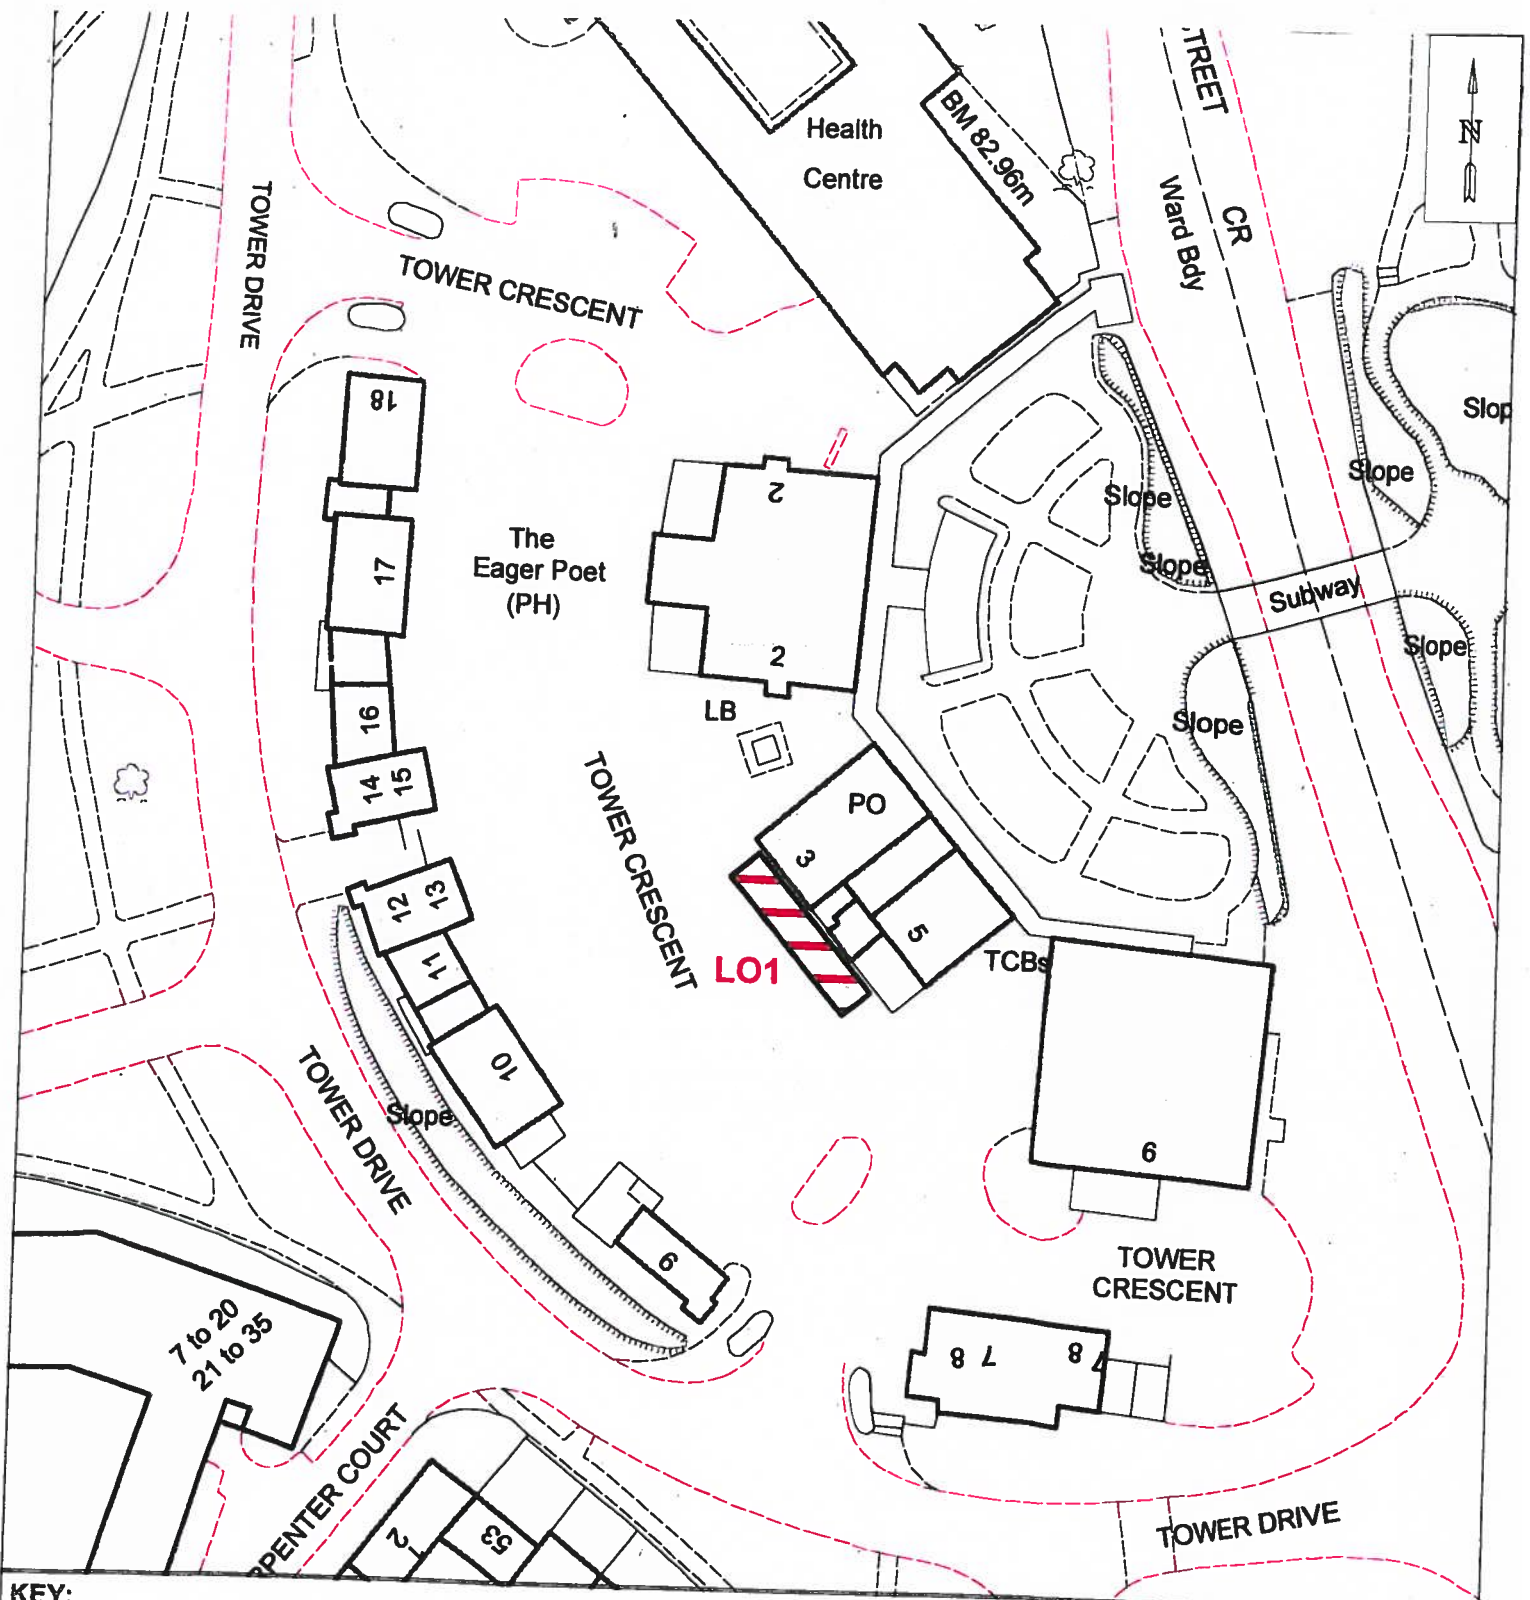 TREET
N
Health
Centre
BM 82.96m
CR
Ward Bdy
TOWER DRIVE
TOWER CRESCENT
18
Slop
Slope
Slope
2
The
Eager Poet
(PH)
17
Slope
Subway
Slope
2
LB
16
Slope
14
15
TOWER CRESCENT
PO
3
12
13
5
LO1
TCBs
11
10
TOWER DRIVE
Slope
9
9
TOWER
CRESCENT
7 to 20
21 to 35
8 7
7 8
RPENTER COURT
2
53
TOWER DRIVE
KEY: